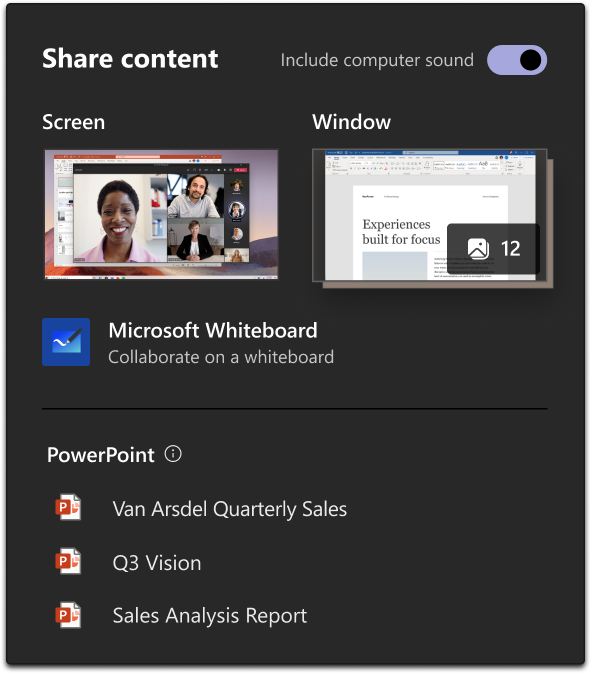 Share content
Include computer sound
Screen
Window
Experiences
built for focus
12
Microsoft Whiteboard
Collaborate on a whiteboard
PowerPoint
Van Arsdel Quarterly Sales
Q3 Vision
Sales Analysis Report